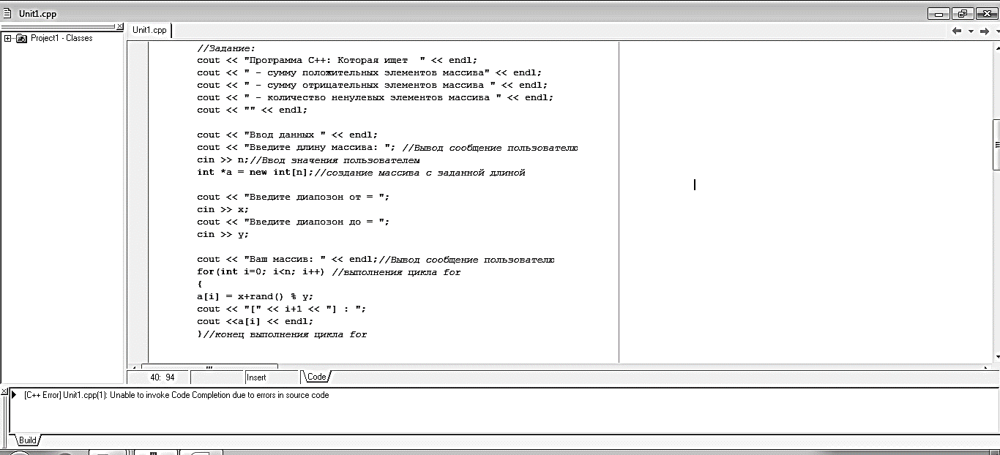 Unit1.cpp
Project1 - Classes
Unit1.cpp
//Задание:
cout << "Программа С++: Которая ищет  " << endl;
cout << " - сумму положительных элементов массива" << endl;
cout << " - сумму отрицательных элементов массива " << endl;
cout << " - количество ненулевых элементов массива " << endl;
cout << "" << endl;
cout << "Ввод данных " << endl;
cout << "Введите длину массива: "; //Вывод сообщение пользователю
cin >> n;//Ввод значения пользователем
int *a = new int[n];//создание массива с заданной длиной
cout << "Введите диапозон от = ";
cin >> x;
cout << "Введите диапозон до = ";
cin >> y;
cout << "Ваш массив: " << endl;//Вывод сообщение пользователю
for(int i=0; i<n; i++) //выполнения цикла for
{
a[i] = x+rand() % y;
cout << "[" << i+1 << "] : ";
cout <<a[i] << endl;
}//конец выполнения цикла for
40: 94
Insert
Code
[C++ Error] Unit1.cpp(1): Unable to invoke Code Completion due to errors in source code
Build